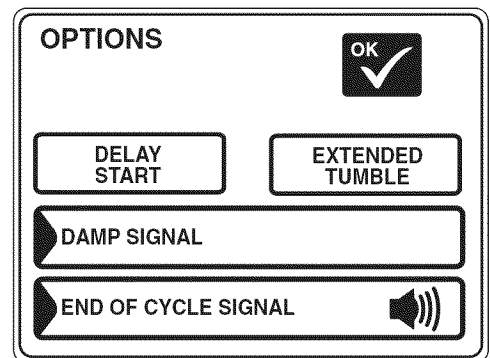 OPTIONS
OK
DELAY
START
EXTENDED
TUMBLE
DAMP SIGNAL
END OF CYCLE SIGNAL